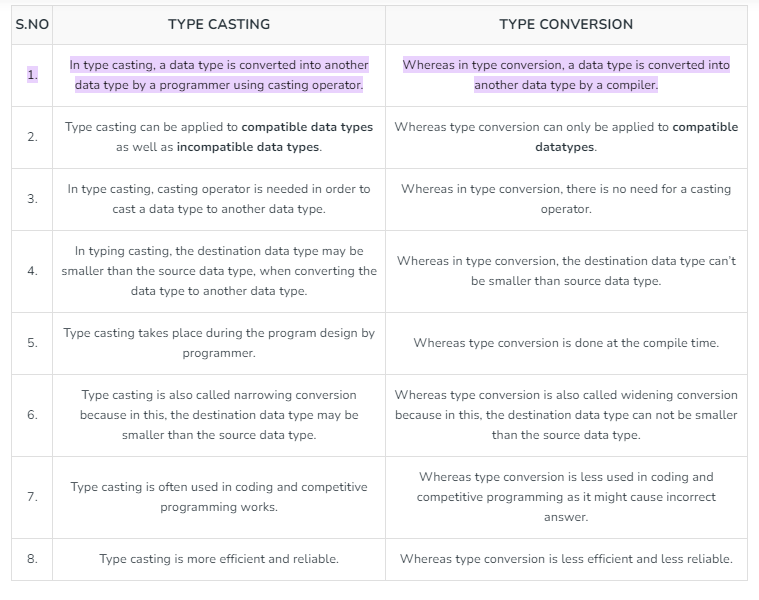 S.NO TYPE CASTING TYPE CONVERSION
1.
In type casting, a data type is converted into another
data type by a programmer using casting operator.
Whereas in type conversion, a data type is converted into
another data type by a compiler.
2.
Type casting can be applied to compatible data types
as well as incompatible data types.
Whereas type conversion can only be applied to compatible
datatypes.
3.
In type casting, casting operator is needed in order to
cast a data type to another data type.
Whereas in type conversion, there is no need for a casting
operator.
4.
In typing casting, the destination data type may be
smaller than the source data type, when converting the
data type to another data type.
Whereas in type conversion, the destination data type can't
be smaller than source data type.
5.
Type casting takes place during the program design by
programmer.
Whereas type conversion is done at the compile time.
6.
Type casting is also called narrowing conversion
because in this, the destination data type may be
smaller than the source data type.
Whereas type conversion is also called widening conversion
because in this, the destination data type can not be smaller
than the source data type.
7.
Type casting is often used in coding and competitive
programming works.
Whereas type conversion is less used in coding and
competitive programming as it might cause incorrect
answer.
8.
Type casting is more efficient and reliable.
Whereas type conversion is less efficient and less reliable.